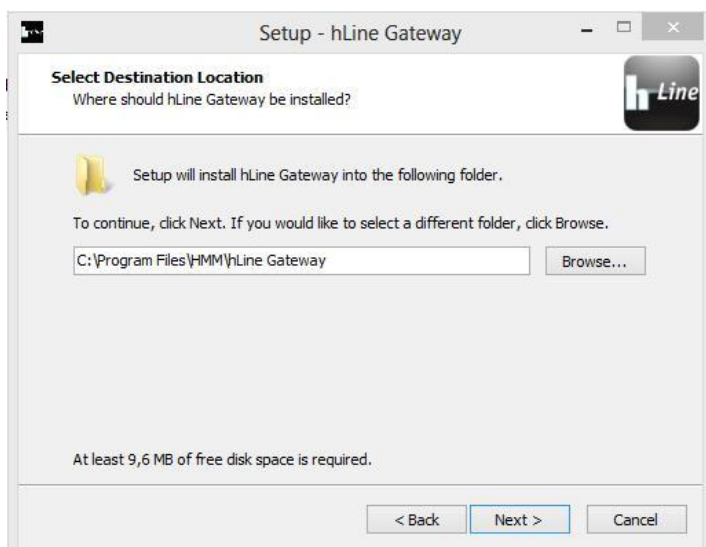 Setup - hLine Gateway
Select Destination Location
Where should hLine Gateway be installed?
h Line
Setup will install hLine Gateway into the following folder.
To continue, click Next. If you would like to select a different folder, click Browse.
C:\Program Files\HMM\hLine Gateway
Browse...
At least 9,6 MB of free disk space is required.
< Back
Next >
Cancel